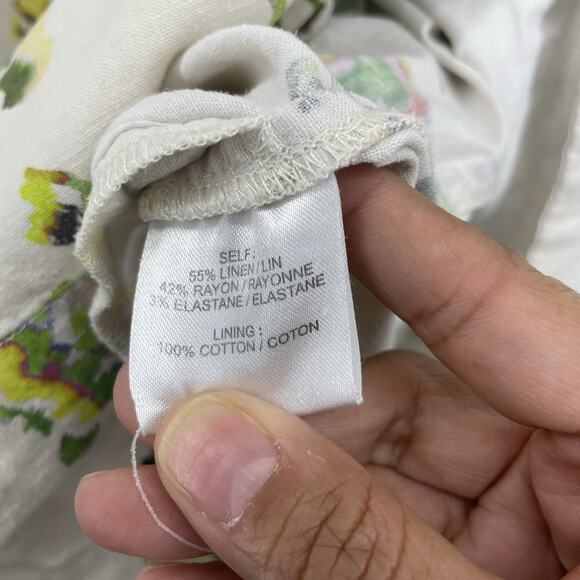 SELF:
55% LINEN / LIN
42% RAYON / RAYONNE
3% ELASTANE / ELASTANE
LINING :
100% COTTON / COTON